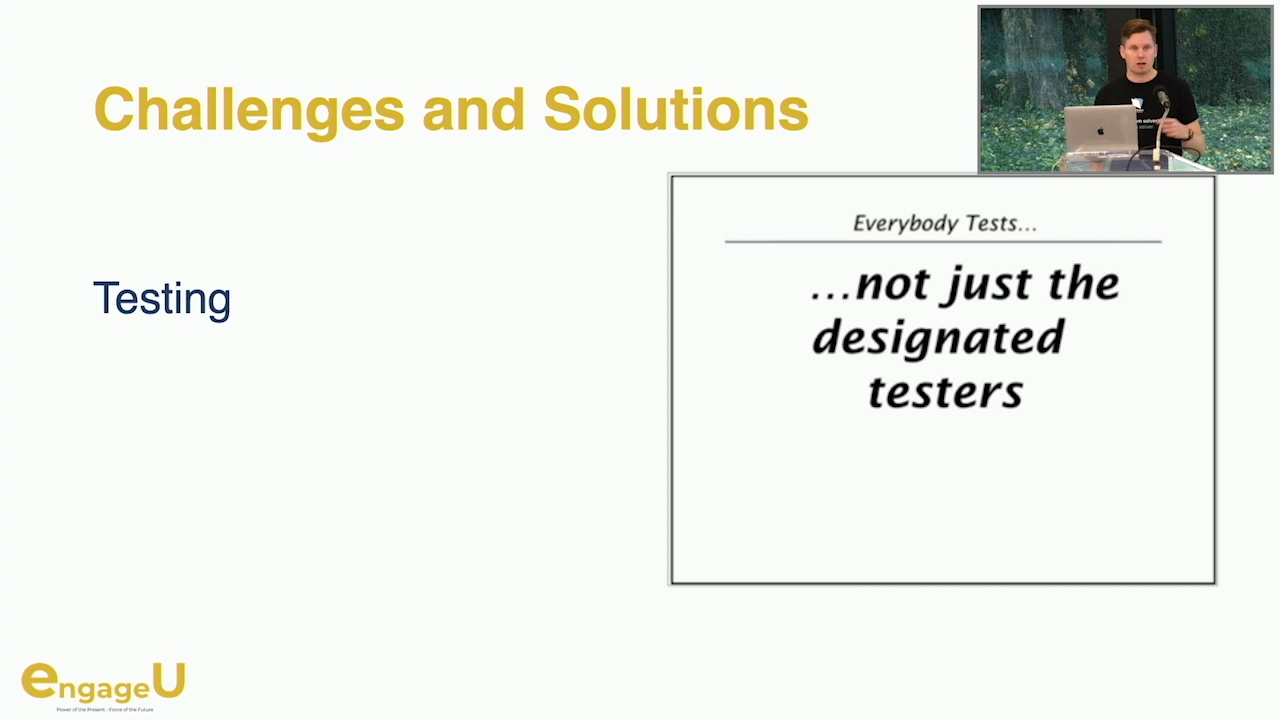 Challenges and Solutions
Testing
Everybody Tests...
...not just the
designated
testers
engageU
Power of the Present - Force of the Future